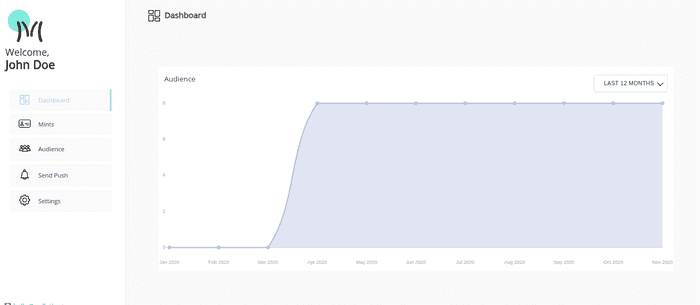 Welcome,
John Doe
Dashboard
Mints
Audience
Send Push
Settings
Dashboard
Audience
LAST 12 MONTHS
8
6
4
2
0
Jan 2020 Feb 2020 Mar 2020 Apr 2020 May 2020 Jun 2020 Jul 2020 Aug 2020 Sep 2020 Oct 2020 Nov 2020